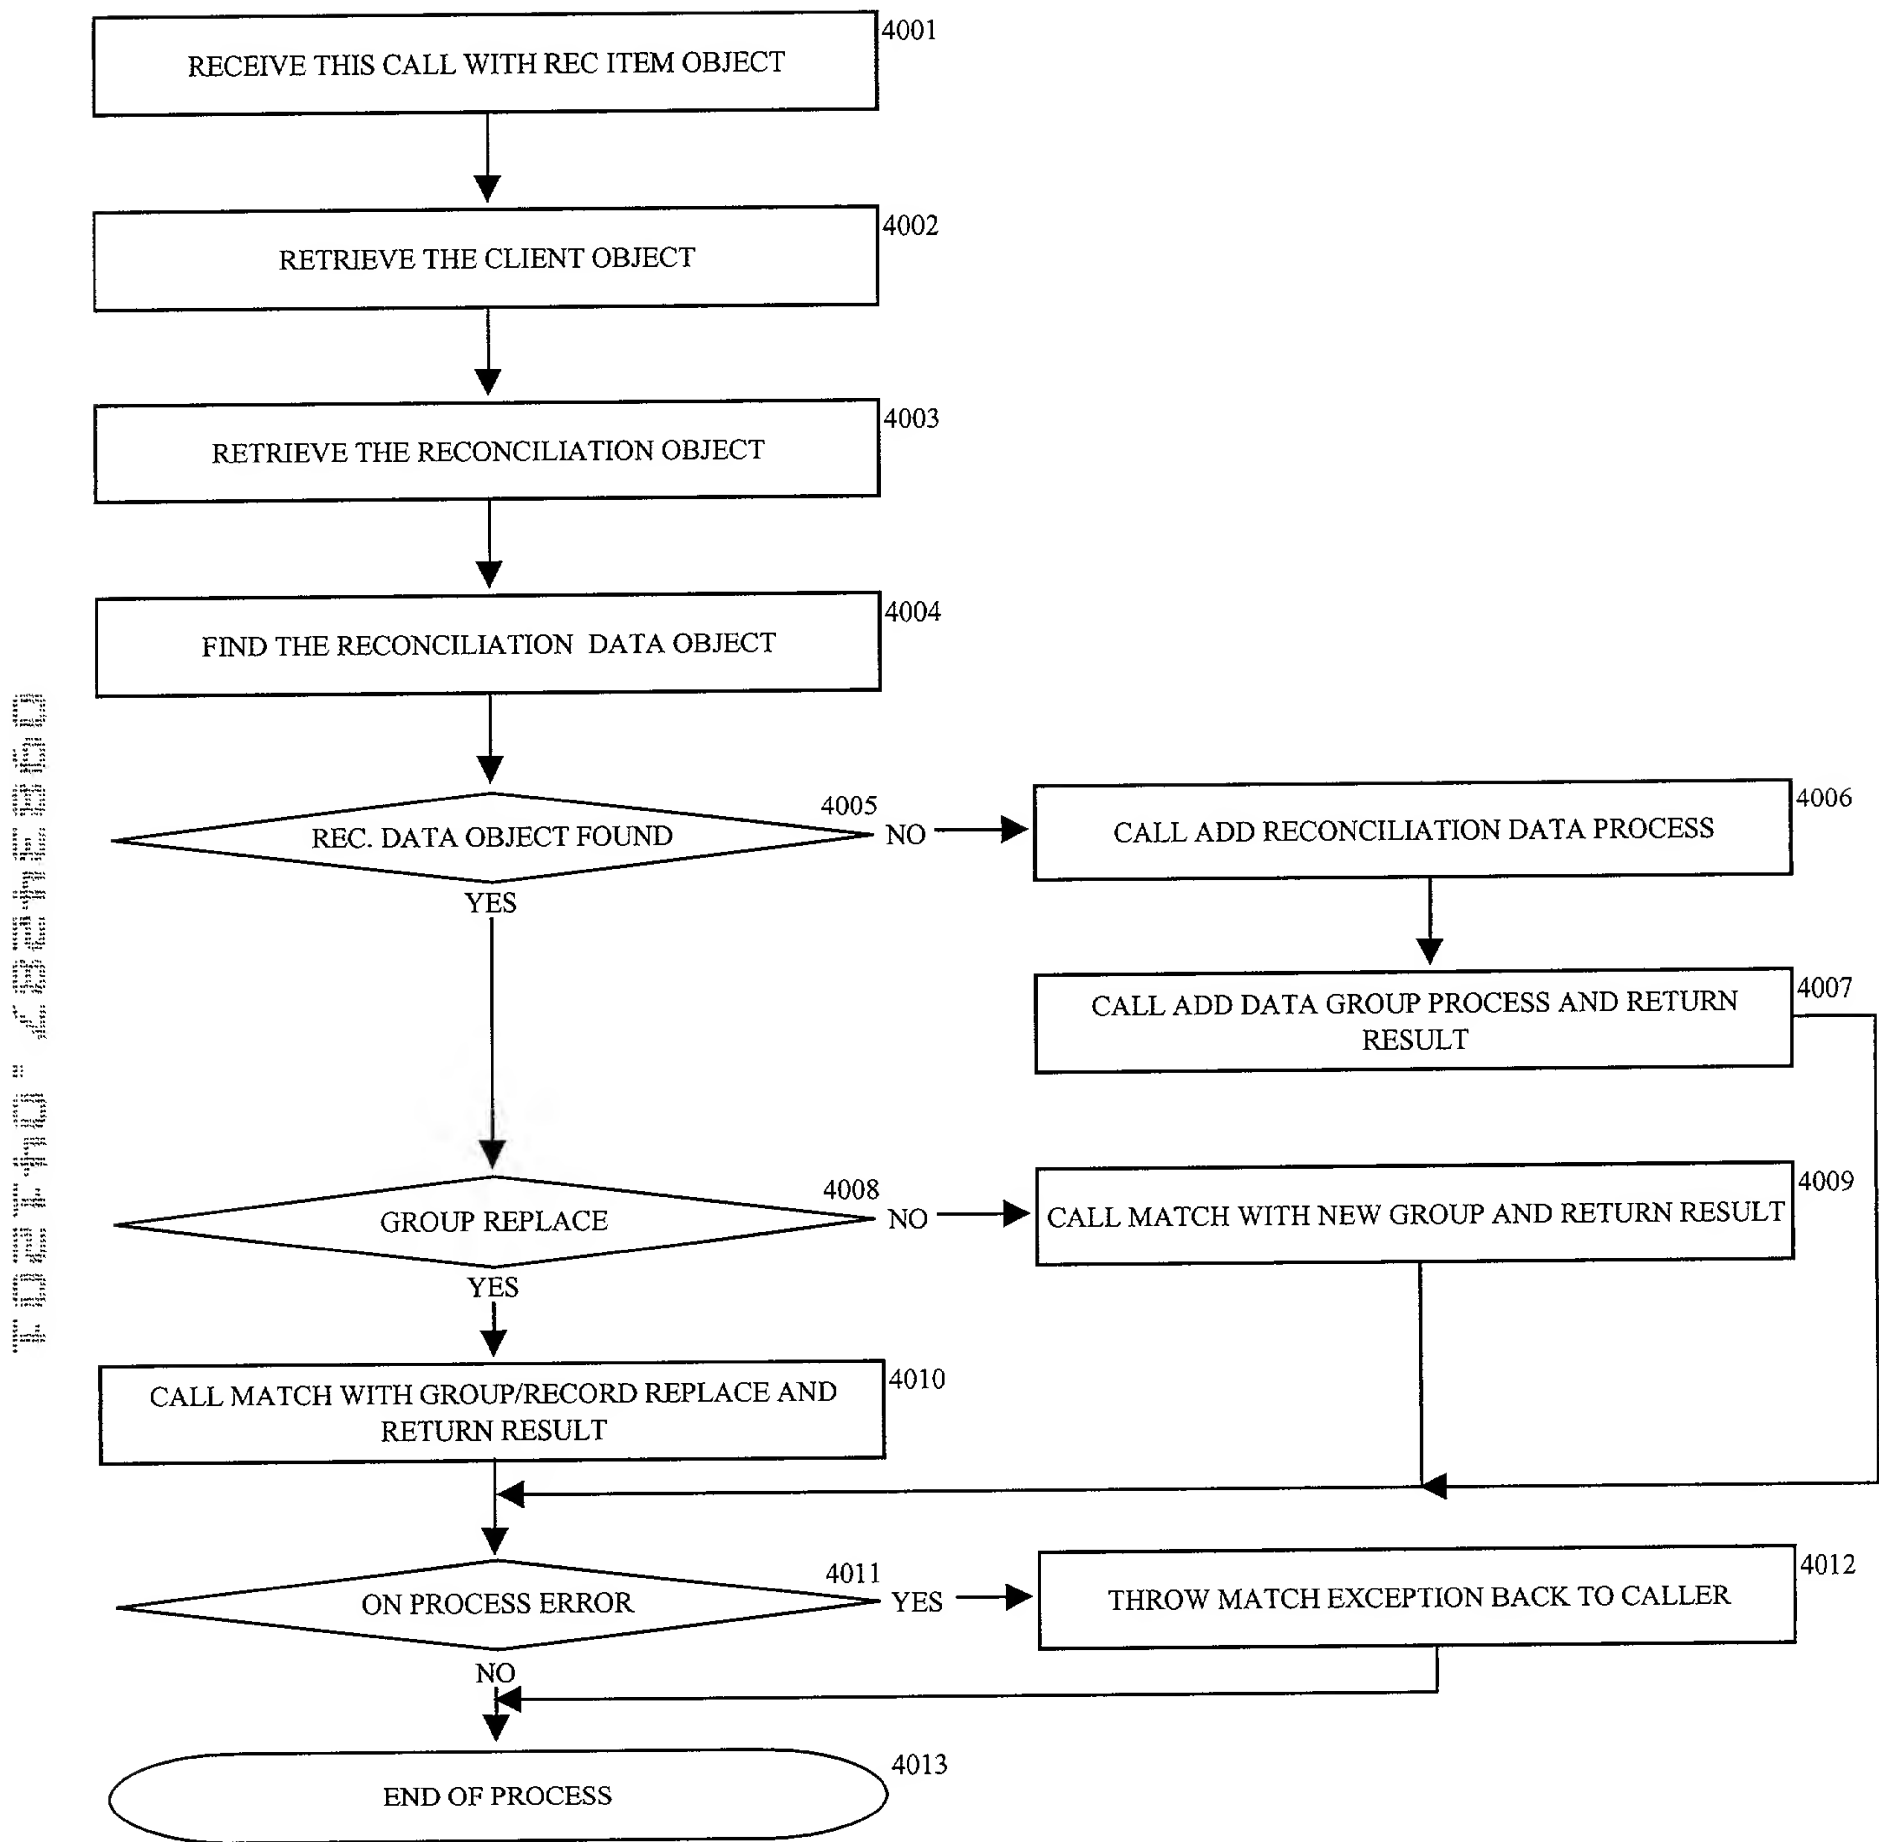 4001
RECEIVE THIS CALL WITH REC ITEM OBJECT
4002
RETRIEVE THE CLIENT OBJECT
4003
RETRIEVE THE RECONCILIATION OBJECT
4004
FIND THE RECONCILIATION DATA OBJECT
4005
REC. DATA OBJECT FOUND
NO
YES
4006
CALL ADD RECONCILIATION DATA PROCESS
4007
CALL ADD DATA GROUP PROCESS AND RETURN
RESULT
4008
GROUP REPLACE
NO
YES
4009
CALL MATCH WITH NEW GROUP AND RETURN RESULT
4010
CALL MATCH WITH GROUP/RECORD REPLACE AND
RETURN RESULT
4011
ON PROCESS ERROR
YES
NO
4012
THROW MATCH EXCEPTION BACK TO CALLER
4013
END OF PROCESS